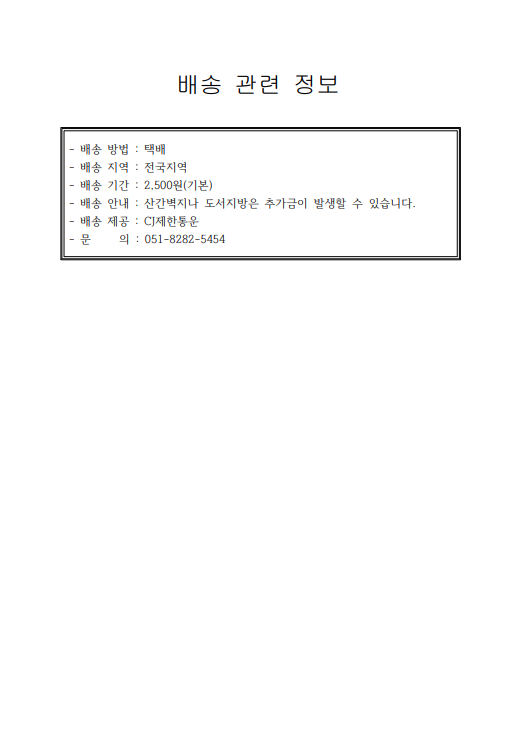 배송 관련 정보
- 배송 방법 : 택배
- 배송 지역 : 전국지역
- 배송 기간 : 2,500원(기본)
- 배송 안내 : 산간벽지나 도서지방은 추가금이 발생할 수 있습니다.
- 배송 제공 : CJ제한통운
- 문 의 : 051-8282-5454